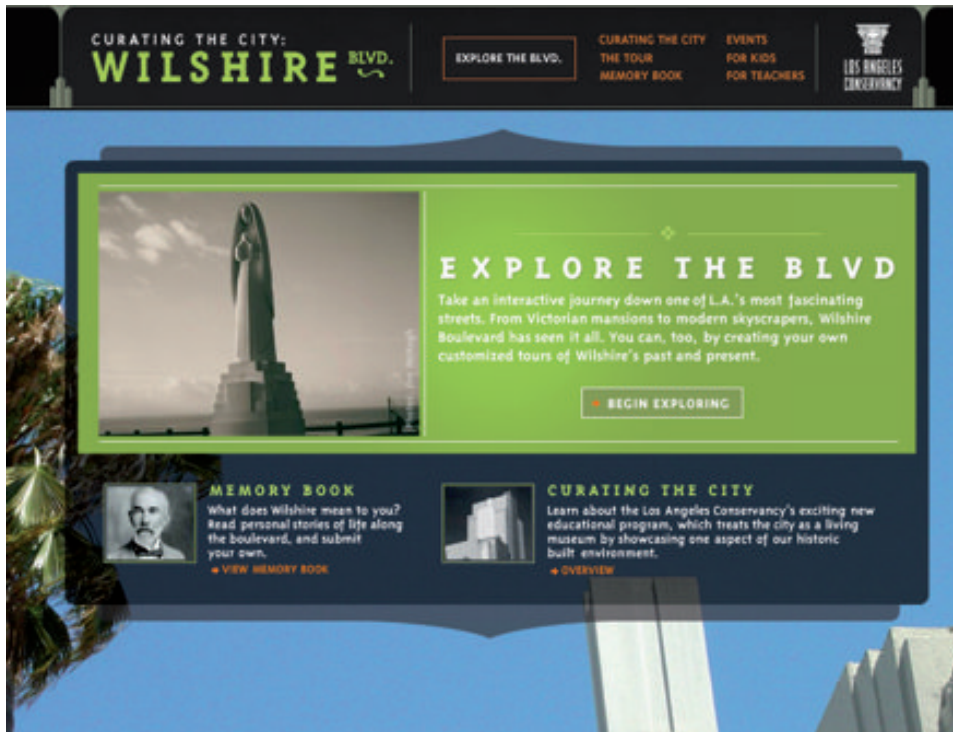 CURATING THE CITY:
WILSHIRE BLVD.
EXPLORE THE BLVD.
CURATING THE CITY
THE TOUR
MEMORY BOOK
EVENTS
FOR KIDS
FOR TEACHERS
LOS ANGELES
CONSERVANCY
EXPLORE THE BLVD
Take an interactive journey down one of L.A.'s most fascinating
streets. From Victorian mansions to modern skyscrapers, Wilshire
Boulevard has seen it all. You can, too, by creating your own
customized tours of Wilshire's past and present.
BEGIN EXPLORING
MEMORY BOOK
What does Wilshire mean to you?
Read personal stories of life along
the boulevard, and submit
your own.
VIEW MEMORY BOOK
CURATING THE CITY
Learn about the Los Angeles Conservancy's exciting new
educational program, which treats the city as a living
museum by showcasing one aspect of our historic
built environment.
OVERVIEW